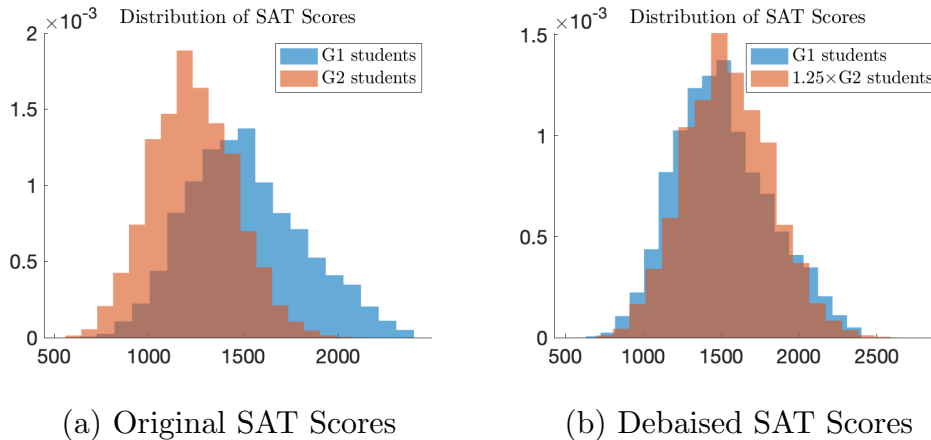 ×10⁻³ Distribution of SAT Scores
2
G1 students
G2 students
1.5
1
0.5
0
500 1000 1500 2000
(a) Original SAT Scores
×10⁻³ Distribution of SAT Scores
1.5
G1 students
1.25×G2 students
1
0.5
0
500 1000 1500 2000 2500
(b) Debaised SAT Scores